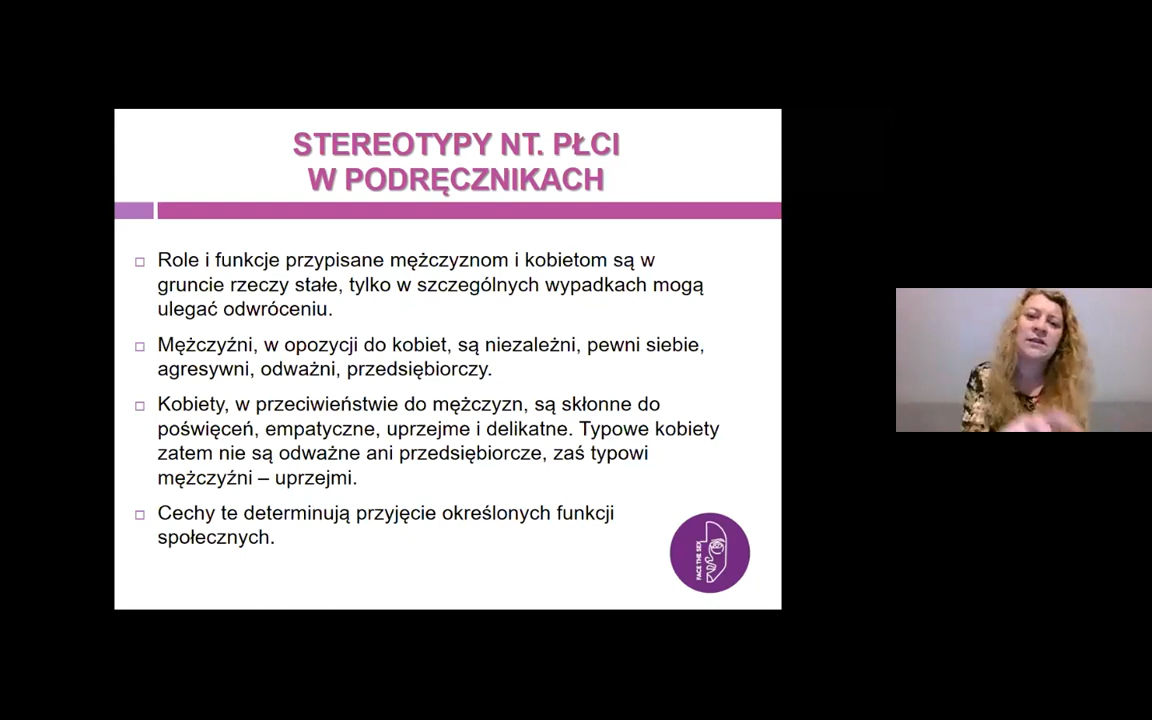 STEREOTYPY NT. PŁCI
W PODRĘCZNIKACH
Role i funkcje przypisane mężczyznom i kobietom są w
gruncie rzeczy stałe, tylko w szczególnych wypadkach mogą
ulegać odwróceniu.
Mężczyźni, w opozycji do kobiet, są niezależni, pewni siebie,
agresywni, odważni, przedsiębiorczy.
Kobiety, w przeciwieństwie do mężczyzn, są skłonne do
poświęceń, empatyczne, uprzejme i delikatne. Typowe kobiety
zatem nie są odważne ani przedsiębiorcze, zaś typowi
mężczyźni – uprzejmi.
Cechy te determinują przyjęcie określonych funkcji
społecznych.
FACE THE SEX